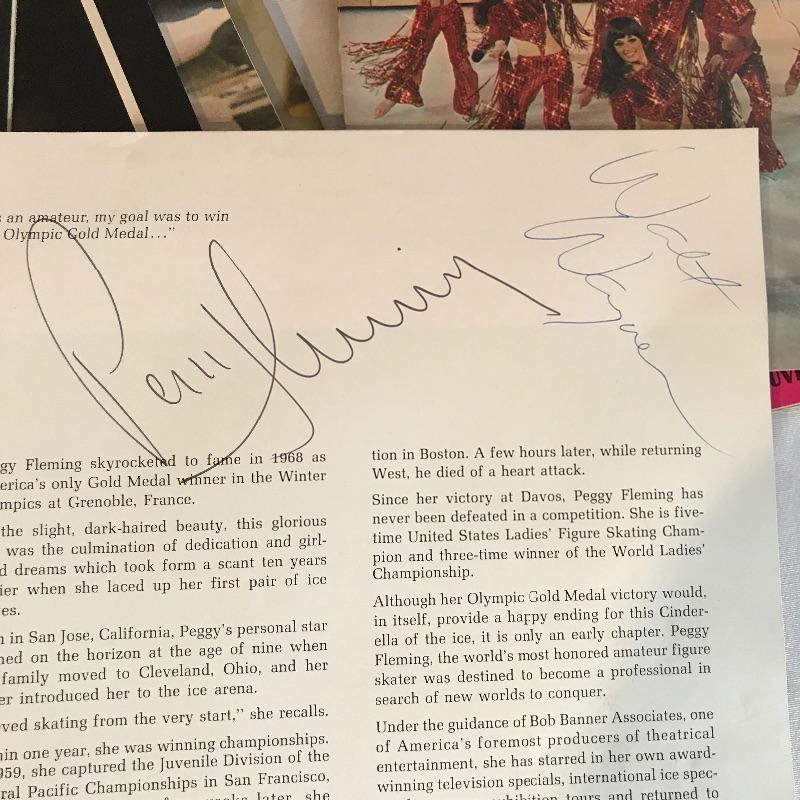 s an amateur, my goal was to win
Olympic Gold Medal..."
Peggy Fleming
Walt
Wagner
ggy Fleming skyrocketed to fame in 1968 as
erica's only Gold Medal winner in the Winter
mpics at Grenoble, France.
the slight, dark-haired beauty, this glorious
was the culmination of dedication and girl-
d dreams which took form a scant ten years
ier when she laced up her first pair of ice
es.
n in San Jose, California, Peggy's personal star
ned on the horizon at the age of nine when
family moved to Cleveland, Ohio, and her
er introduced her to the ice arena.
oved skating from the very start," she recalls.
hin one year, she was winning championships.
959, she captured the Juvenile Division of the
ral Pacific Championships in San Francisco,
later, she
tion in Boston. A few hours later, while returning
West, he died of a heart attack.
Since her victory at Davos, Peggy Fleming has
never been defeated in a competition. She is five-
time United States Ladies' Figure Skating Cham-
pion and three-time winner of the World Ladies'
Championship.
Although her Olympic Gold Medal victory would,
in itself, provide a happy ending for this Cinder-
ella of the ice, it is only an early chapter. Peggy
Fleming, the world's most honored amateur figure
skater was destined to become a professional in
search of new worlds to conquer.
Under the guidance of Bob Banner Associates, one
of America's foremost producers of theatrical
entertainment, she has starred in her own award-
winning television specials, international ice spec-
tours and returned to